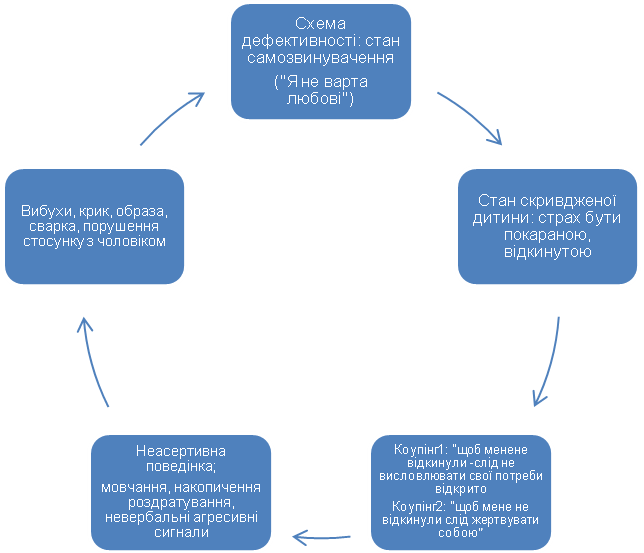 Схема
дефективності: стан
самозвинувачення
("Я не варта
любові")
Стан скривдженої
дитини: страх бути
покараною,
відкинутою
Коупінг1: "щоб менене
відкинули -слід не
висловлювати свої потреби
відкрито
Коупінг2: "щоб мене не
відкинули слід жертвувати
собою"
Неасертивна
поведінка;
мовчання, накопичення
роздратування,
невербальні агресивні
сигнали
Вибухи, крик, образа,
сварка, порушення
стосунку з чоловіком